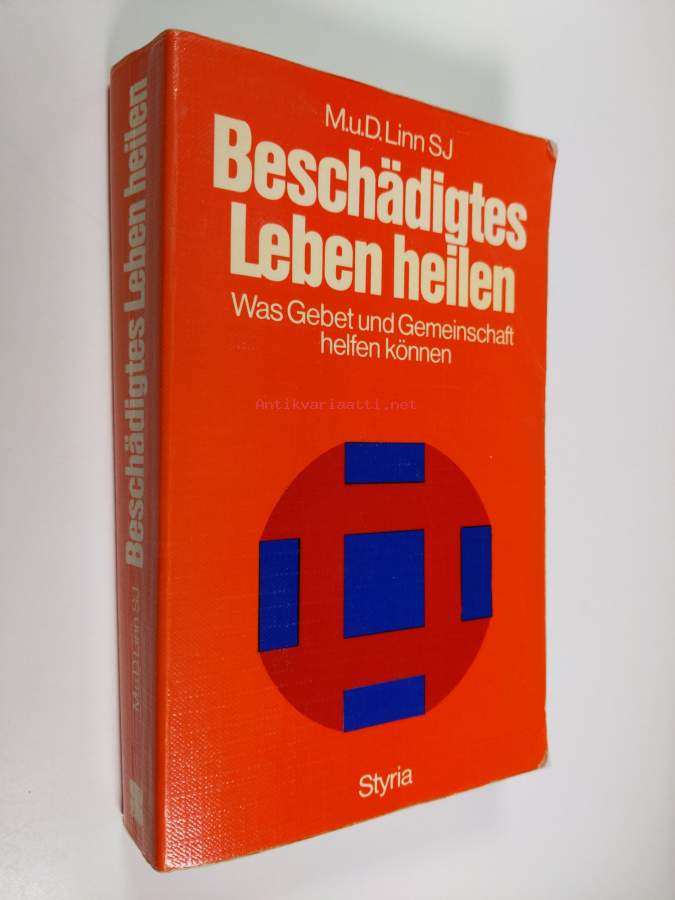 M.u.D. Linn SJ
Beschädigtes
Leben heilen
Was Gebet und Gemeinschaft
helfen können
Antikvariaatti.net
Styria
M.u.D. Linn SJ Beschädigtes Leben heilen